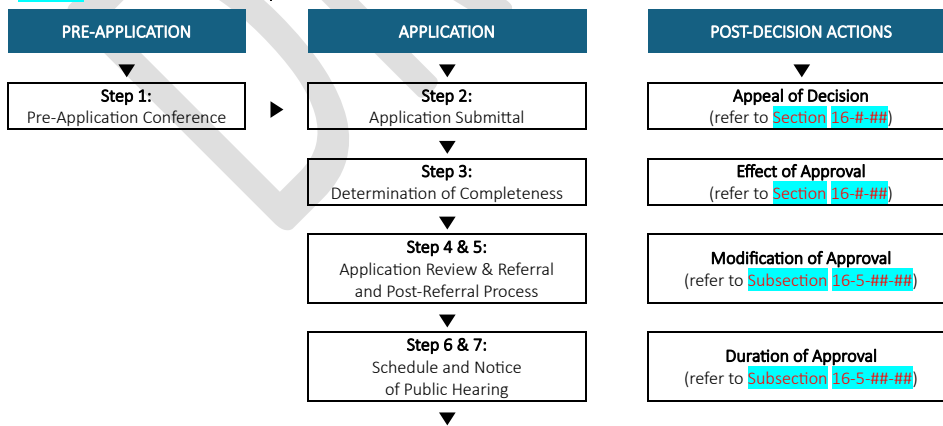 PRE-APPLICATION
Step 1:
Pre-Application Conference
APPLICATION
Step 2:
Application Submittal
Step 3:
Determination of Completeness
Step 4 & 5:
Application Review & Referral
and Post-Referral Process
Step 6 & 7:
Schedule and Notice
of Public Hearing
POST-DECISION ACTIONS
Appeal of Decision
(refer to Section 16-#-##)
Effect of Approval
(refer to Section 16-#-##)
Modification of Approval
(refer to Subsection 16-5-##-##)
Duration of Approval
(refer to Subsection 16-5-##-##)